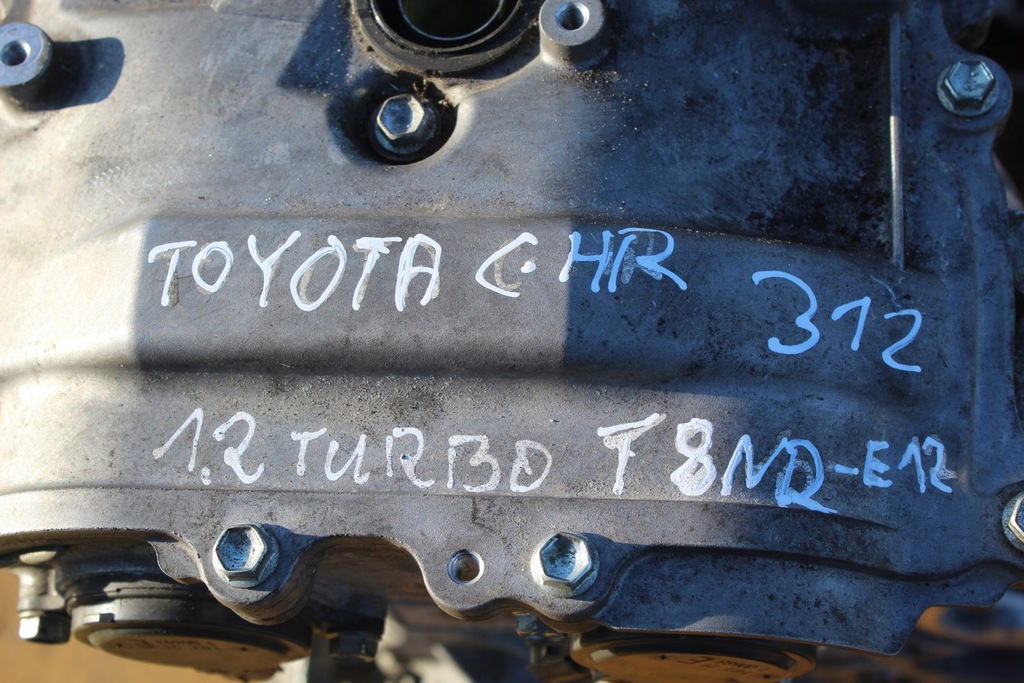 TOYOTA C-HR 312
1.2 TURBO T 8NR-E12